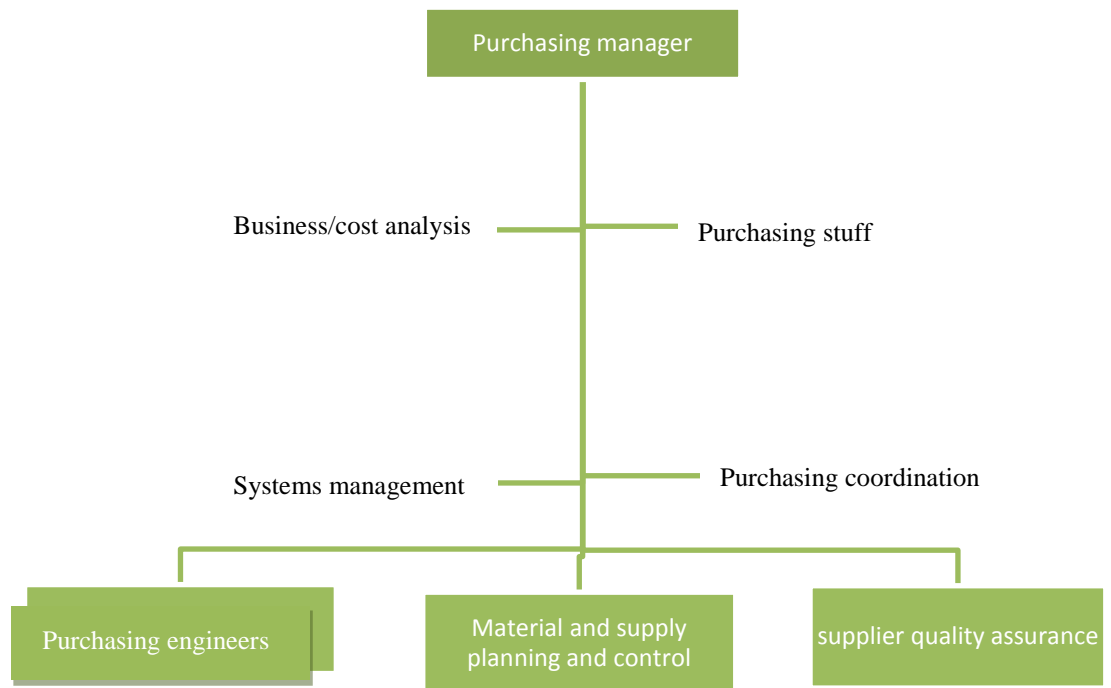 Purchasing manager
Business/cost analysis
Purchasing stuff
Systems management
Purchasing coordination
Purchasing engineers
Material and supply
planning and control
supplier quality assurance